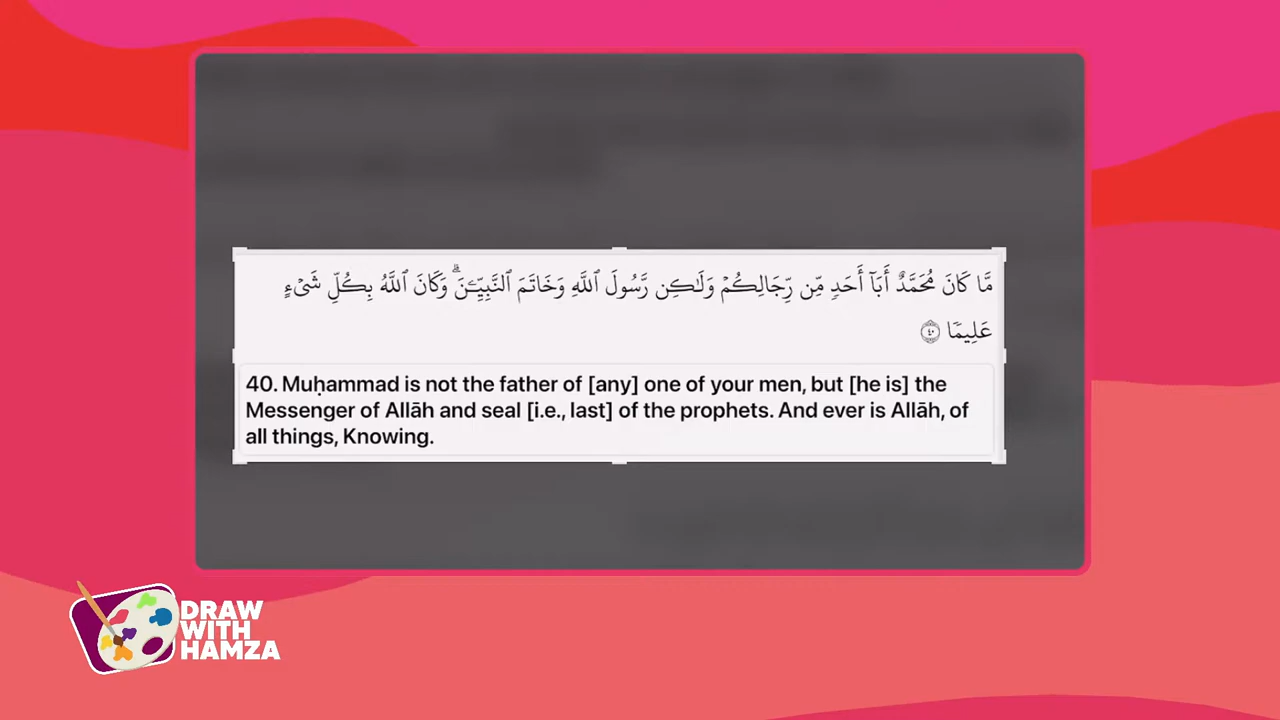 مَّا كَانَ مُحَمَّدٌ أَبَآ أَحَدٍ مِّن رِّجَالِكُمْ وَلَـٰكِن رَّسُولَ ٱللَّهِ وَخَاتَمَ ٱلنَّبِيِّـۧنَ ۗ وَكَانَ ٱللَّهُ بِكُلِّ شَىْءٍ
عَلِيمًا ٤٠
40. Muḥammad is not the father of [any] one of your men, but [he is] the
Messenger of Allāh and seal [i.e., last] of the prophets. And ever is Allāh, of
all things, Knowing.
DRAW
WITH
HAMZA